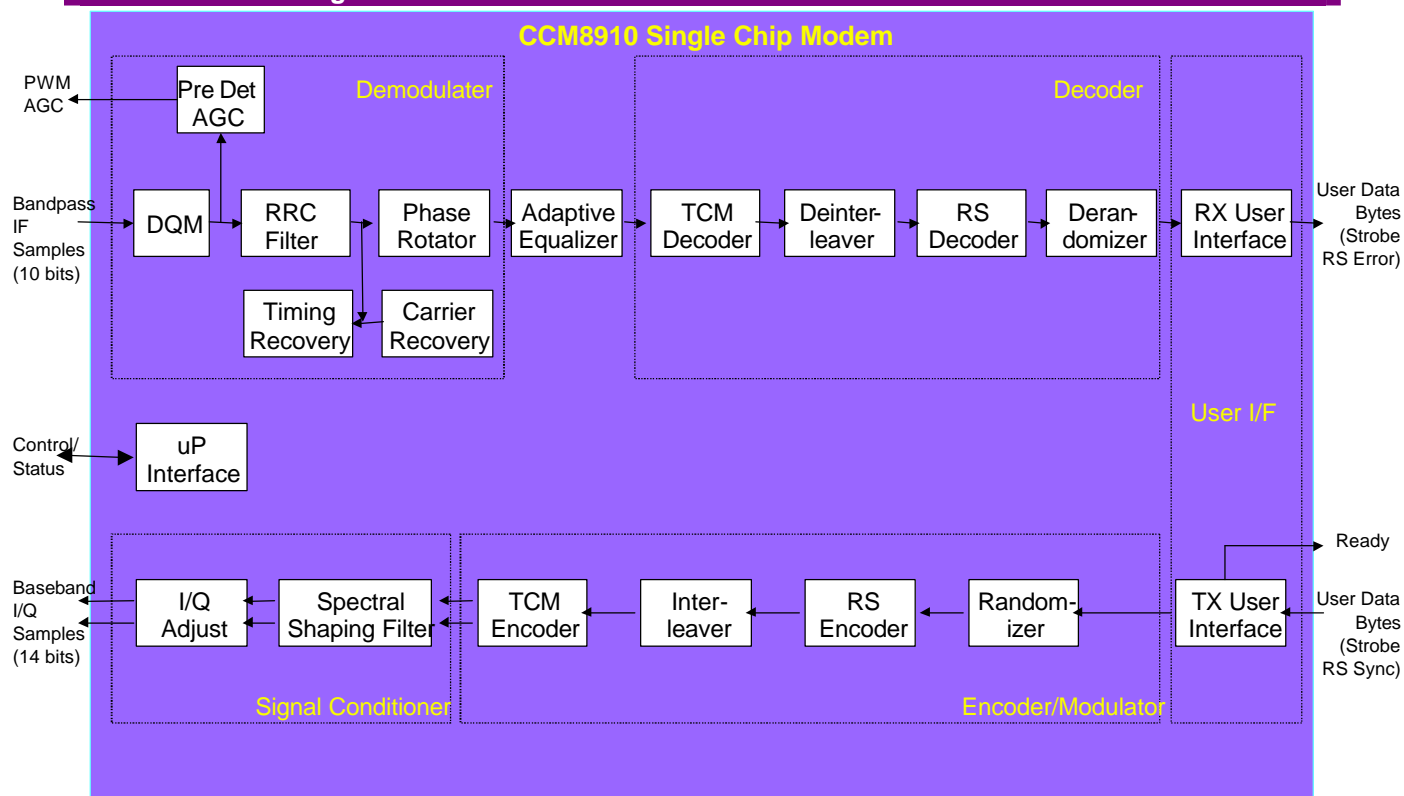 CCM8910 Single Chip Modem
PWM
AGC
Pre Det
AGC
Demodulater
Decoder
Bandpass
IF
Samples
(10 bits)
DQM
RRC
Filter
Phase
Rotator
Adaptive
Equalizer
TCM
Decoder
Deinter-
leaver
RS
Decoder
Deran-
domizer
RX User
Interface
User Data
Bytes
(Strobe
RS Error)
Timing
Recovery
Carrier
Recovery
User I/F
Control/
Status
uP
Interface
Ready
Baseband
I/Q
Samples
(14 bits)
I/Q
Adjust
Spectral
Shaping Filter
TCM
Encoder
Inter-
leaver
RS
Encoder
Random-
izer
TX User
Interface
User Data
Bytes
(Strobe
RS Sync)
Signal Conditioner
Encoder/Modulator